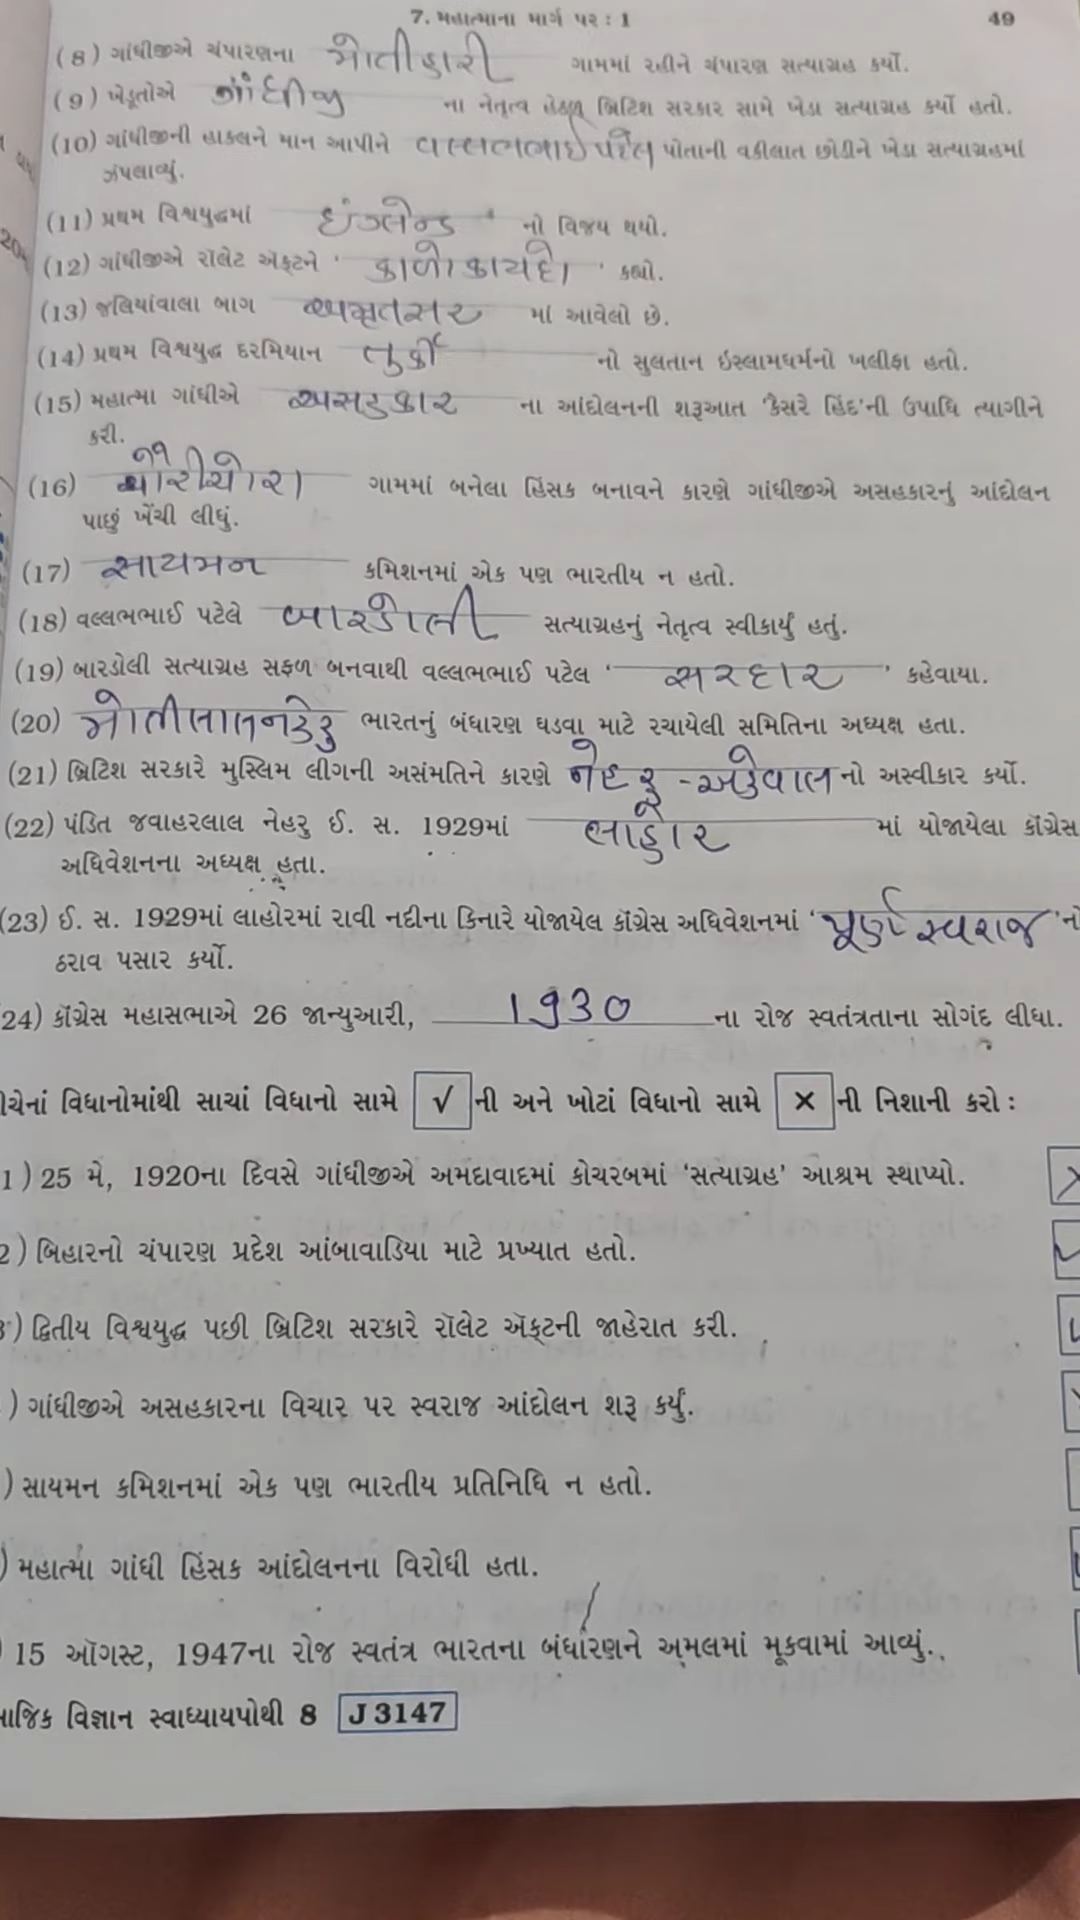 7. મહાત્માના માર્ગ પર : 1 49
(8) ગાંધીજીએ ચંપારણના મોતીહારી ગામમાં રહીને ચંપારણ સત્યાગ્રહ કર્યો.
(9) ખેડૂતોએ ગાંધીજી ના નેતૃત્વ હેઠળ બ્રિટિશ સરકાર સામે ખેડા સત્યાગ્રહ કર્યો હતો.
(10) ગાંધીજીની હાકલને માન આપીને વલ્લભભાઈ પટેલ પોતાની વકીલાત છોડીને ખેડા સત્યાગ્રહમાં
ઝંપલાવ્યું.
(11) પ્રથમ વિશ્વયુદ્ધમાં ઇંગ્લેન્ડ નો વિજય થયો.
(12) ગાંધીજીએ રૉલેટ ઍક્ટને ' કાળો કાયદો ' કહ્યો.
(13) જલિયાંવાલા બાગ અમૃતસર માં આવેલો છે.
(14) પ્રથમ વિશ્વયુદ્ધ દરમિયાન તુર્કી નો સુલતાન ઇસ્લામધર્મનો ખલીફા હતો.
(15) મહાત્મા ગાંધીએ અસહકાર ના આંદોલનની શરૂઆત 'કૈસરે હિંદ'ની ઉપાધિ ત્યાગીને
કરી.
(16) ચૌરીચૌરા ગામમાં બનેલા હિંસક બનાવને કારણે ગાંધીજીએ અસહકારનું આંદોલન
પાછું ખેંચી લીધું.
(17) સાયમન કમિશનમાં એક પણ ભારતીય ન હતો.
(18) વલ્લભભાઈ પટેલે બારડોલી સત્યાગ્રહનું નેતૃત્વ સ્વીકાર્યું હતું.
(19) બારડોલી સત્યાગ્રહ સફળ બનવાથી વલ્લભભાઈ પટેલ ' સરદાર ' કહેવાયા.
(20) મોતીલાલ નહેરુ ભારતનું બંધારણ ઘડવા માટે રચાયેલી સમિતિના અધ્યક્ષ હતા.
(21) બ્રિટિશ સરકારે મુસ્લિમ લીગની અસંમતિને કારણે નેહરૂ - અહેવાલ નો અસ્વીકાર કર્યો.
(22) પંડિત જવાહરલાલ નેહરુ ઈ. સ. 1929માં લાહોર માં યોજાયેલા કૉંગ્રેસ
અધિવેશનના અધ્યક્ષ હતા.
(23) ઈ. સ. 1929માં લાહોરમાં રાવી નદીના કિનારે યોજાયેલ કૉંગ્રેસ અધિવેશનમાં ' પૂર્ણ સ્વરાજ 'નો
ઠરાવ પસાર કર્યો.
24) કૉંગ્રેસ મહાસભાએ 26 જાન્યુઆરી, 1930 ના રોજ સ્વતંત્રતાના સોગંદ લીધા.
ીચેનાં વિધાનોમાંથી સાચાં વિધાનો સામે √ ની અને ખોટાં વિધાનો સામે × ની નિશાની કરો :
1) 25 મે, 1920ના દિવસે ગાંધીજીએ અમદાવાદમાં કોચરબમાં 'સત્યાગ્રહ' આશ્રમ સ્થાપ્યો.
2) બિહારનો ચંપારણ પ્રદેશ આંબાવાડિયા માટે પ્રખ્યાત હતો.
3) દ્વિતીય વિશ્વયુદ્ધ પછી બ્રિટિશ સરકારે રૉલેટ ઍક્ટની જાહેરાત કરી.
) ગાંધીજીએ અસહકારના વિચાર પર સ્વરાજ આંદોલન શરૂ કર્યું.
) સાયમન કમિશનમાં એક પણ ભારતીય પ્રતિનિધિ ન હતો.
) મહાત્મા ગાંધી હિંસક આંદોલનના વિરોધી હતા.
15 ઑગસ્ટ, 1947ના રોજ સ્વતંત્ર ભારતના બંધારણને અમલમાં મૂકવામાં આવ્યું.
ાજિક વિજ્ઞાન સ્વાધ્યાયપોથી 8 J 3147